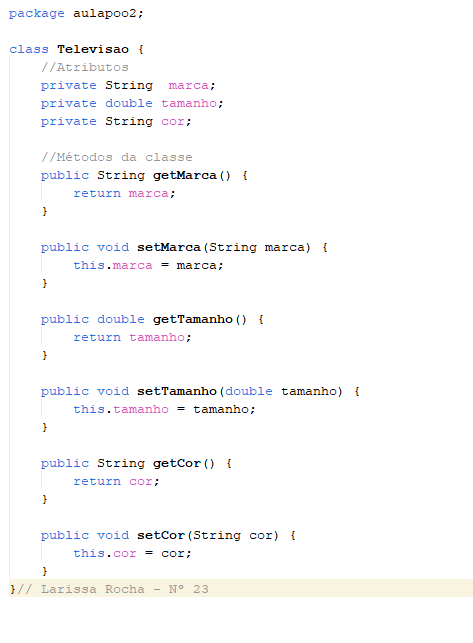 package aulapoo2;
class Televisao {
//Atributos
private String  marca;
private double tamanho;
private String cor;
//Métodos da classe
public String getMarca() {
return marca;
}
public void setMarca(String marca) {
this.marca = marca;
}
public double getTamanho() {
return tamanho;
}
public void setTamanho(double tamanho) {
this.tamanho = tamanho;
}
public String getCor() {
return cor;
}
public void setCor(String cor) {
this.cor = cor;
}
}// Larissa Rocha - Nº 23